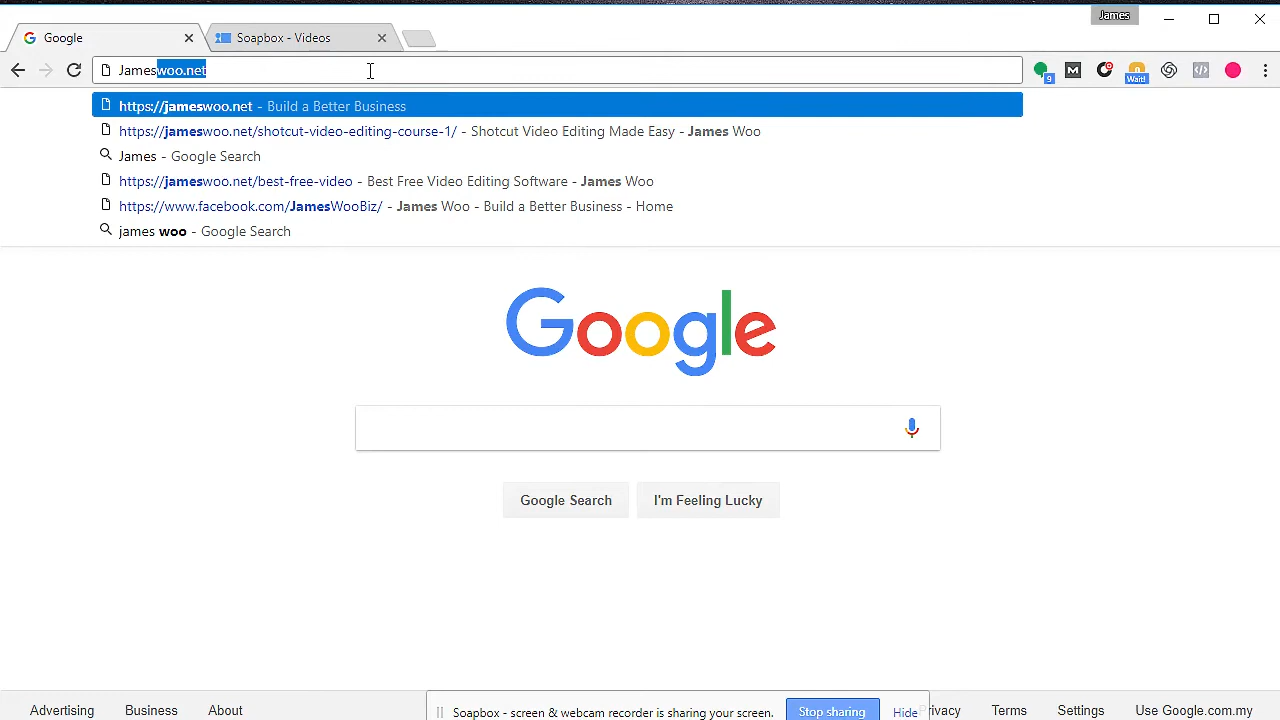 James
Google
Soapbox - Videos
Jameswoo.net
9
Wait!
https://jameswoo.net - Build a Better Business
https://jameswoo.net/shotcut-video-editing-course-1/ - Shotcut Video Editing Made Easy - James Woo
James - Google Search
https://jameswoo.net/best-free-video - Best Free Video Editing Software - James Woo
https://www.facebook.com/JamesWooBiz/ - James Woo - Build a Better Business - Home
james woo - Google Search
Google
Google Search
I'm Feeling Lucky
Advertising
Business
About
Soapbox - screen & webcam recorder is sharing your screen.
Stop sharing
Hide
rivacy
Terms
Settings
Use Google.com.my